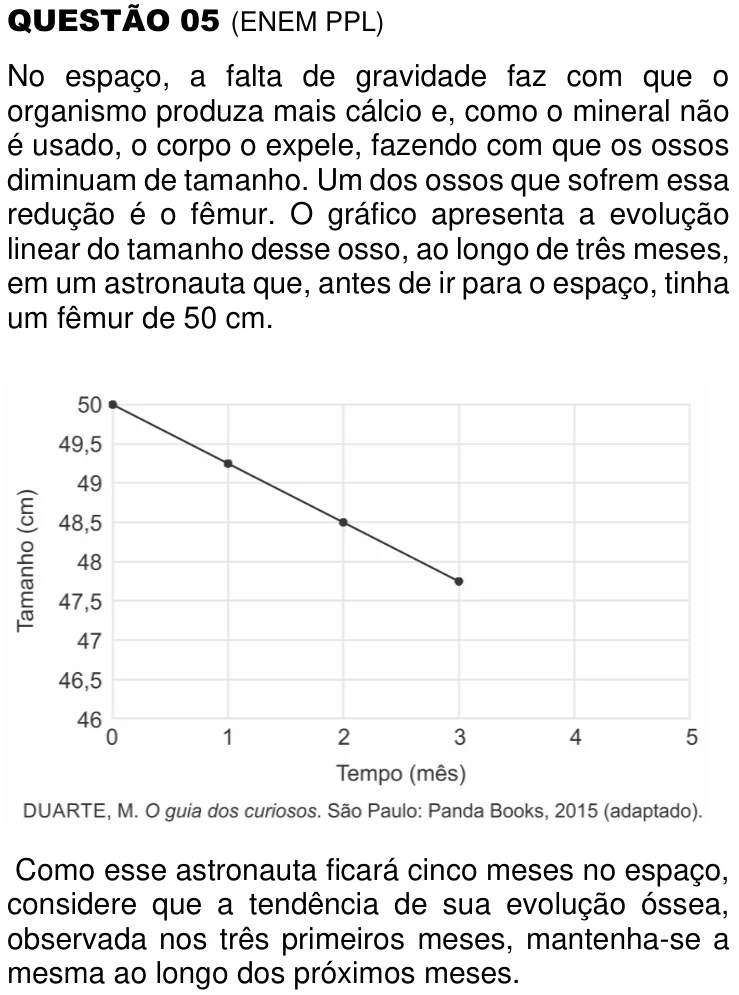 QUESTÃO 05 (ENEM PPL)
No espaço, a falta de gravidade faz com que o
organismo produza mais cálcio e, como o mineral não
é usado, o corpo o expele, fazendo com que os ossos
diminuam de tamanho. Um dos ossos que sofrem essa
redução é o fêmur. O gráfico apresenta a evolução
linear do tamanho desse osso, ao longo de três meses,
em um astronauta que, antes de ir para o espaço, tinha
um fêmur de 50 cm.
50
49,5
49
48,5
48
47,5
47
46,5
46
Tamanho (cm)
0 1 2 3 4 5
Tempo (mês)
DUARTE, M. O guia dos curiosos. São Paulo: Panda Books, 2015 (adaptado).
Como esse astronauta ficará cinco meses no espaço,
considere que a tendência de sua evolução óssea,
observada nos três primeiros meses, mantenha-se a
mesma ao longo dos próximos meses.